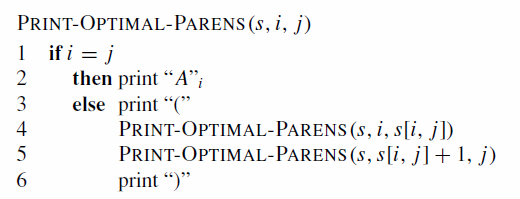 PRINT-OPTIMAL-PARENS(s, i, j)
1 if i = j
2 then print “A”i
3 else print “(”
4 PRINT-OPTIMAL-PARENS(s, i, s[i, j])
5 PRINT-OPTIMAL-PARENS(s, s[i, j] + 1, j)
6 print “)”